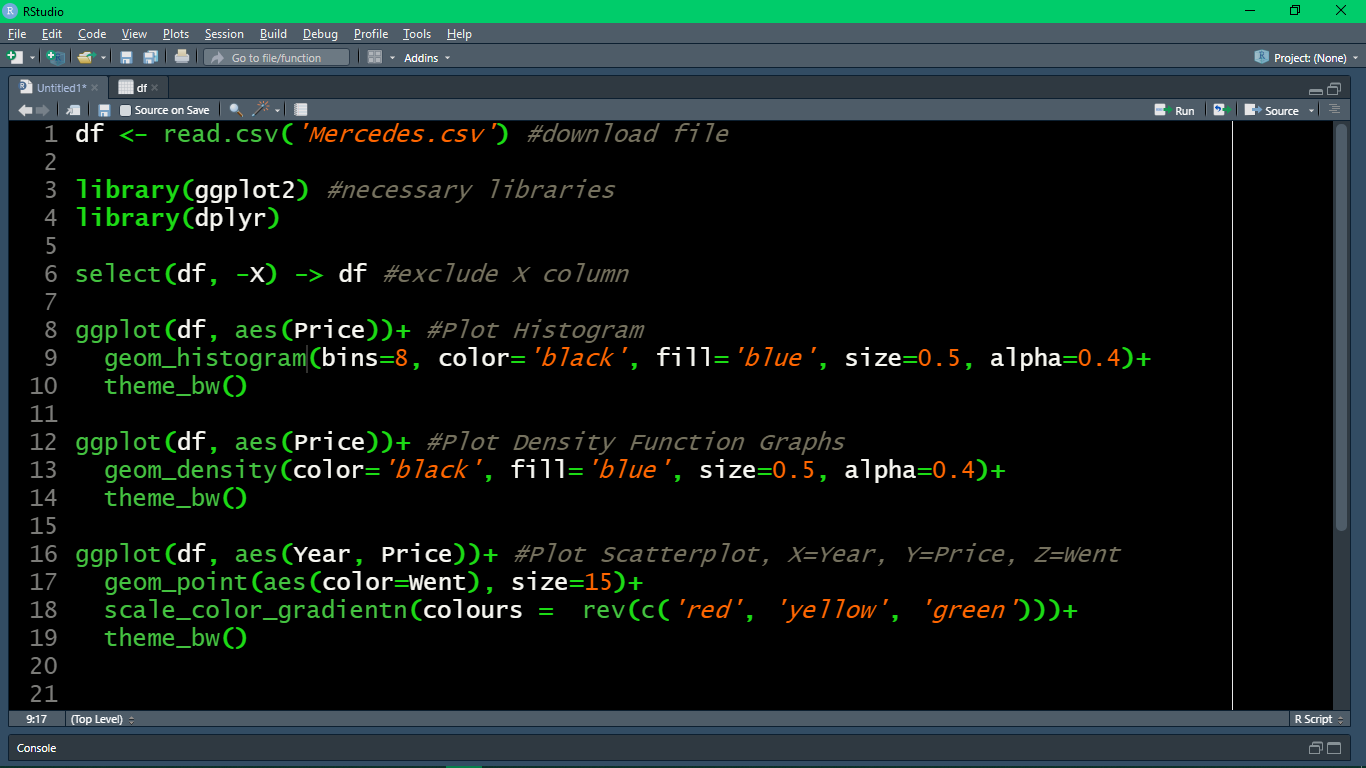 RStudio
File Edit Code View Plots Session Build Debug Profile Tools Help
Go to file/function Addins Project: (None)
Untitled1* df
Source on Save Run Source
1 df <- read.csv('Mercedes.csv') #download file
2
3 library(ggplot2) #necessary libraries
4 library(dplyr)
5
6 select(df, -X) -> df #exclude X column
7
8 ggplot(df, aes(Price))+ #Plot Histogram
9   geom_histogram(bins=8, color='black', fill='blue', size=0.5, alpha=0.4)+
10   theme_bw()
11
12 ggplot(df, aes(Price))+ #Plot Density Function Graphs
13   geom_density(color='black', fill='blue', size=0.5, alpha=0.4)+
14   theme_bw()
15
16 ggplot(df, aes(Year, Price))+ #Plot Scatterplot, X=Year, Y=Price, Z=Went
17   geom_point(aes(color=Went), size=15)+
18   scale_color_gradientn(colours =  rev(c('red', 'yellow', 'green')))+
19   theme_bw()
20
21
9:17 (Top Level) R Script
Console